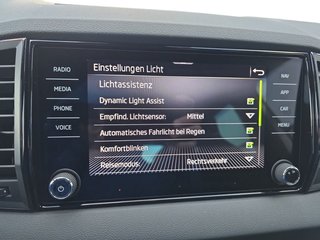 Einstellungen Licht
RADIO
MEDIA
PHONE
VOICE
Lichtassistenz
Dynamic Light Assist
Empfind. Lichtsensor: Mittel
Automatisches Fahrlicht bei Regen
Komfortblinken
Reisemodus: Rechtsverkehr
NAV
APP
CAR
MENU